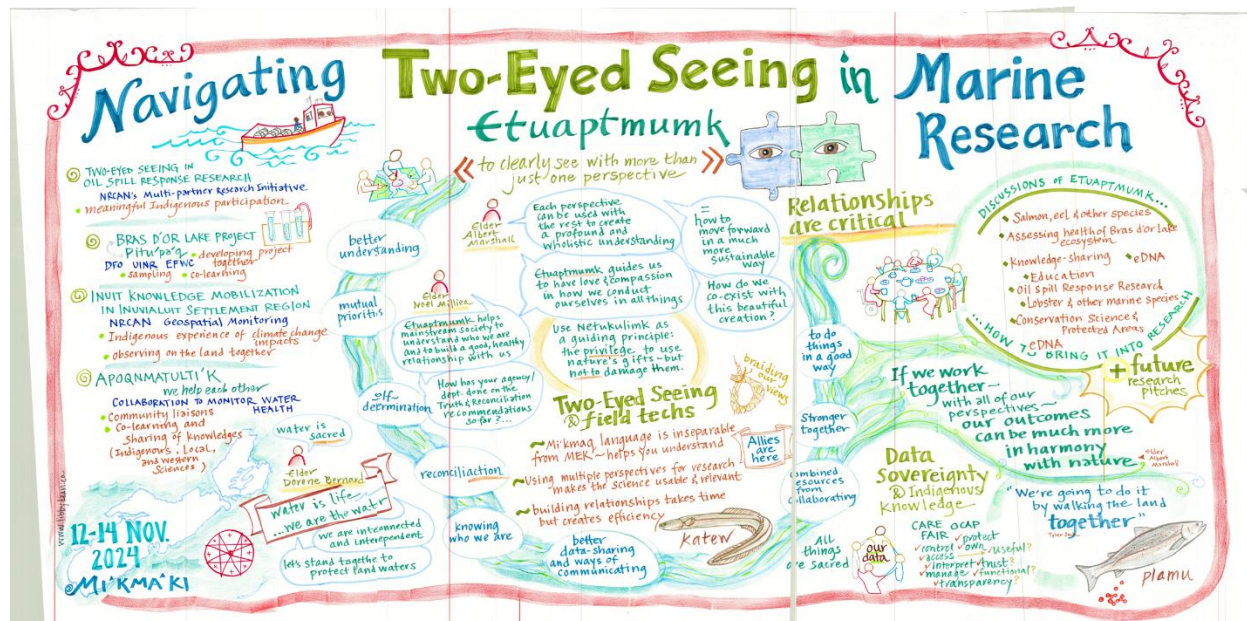 Navigating Two-Eyed Seeing in Marine
Research
Etuaptmumk
to clearly see with more than
just one perspective
TWO-EYED SEEING IN
OIL SPILL RESPONSE RESEARCH
NRCAN's Multi-partner Research Initiative
meaningful Indigenous participation
BRAS D'OR LAKE PROJECT
Pitu'pa'q
developing project
together
DFO UINR EFWC
sampling
co-learning
INUIT KNOWLEDGE MOBILIZATION
IN INUVIALUIT SETTLEMENT REGION
NRCAN Geospatial Monitoring
Indigenous experience of climate change
impacts
observing on the land together
APOQNMATULTI'K
we help each other
COLLABORATION TO MONITOR WATER
HEALTH
Community liaisons
Co-learning and
sharing of knowledges
(Indigenous, Local,
and Western
Sciences)
water is
sacred
Elder
Dorene Bernard
water is life
...we are the water
we are interconnected
and interdependent
let's stand together to
protect land waters
12-14 NOV.
2024
@MI'KMA'KI
better
understanding
mutual
priorities
self-
determination
reconciliaction
knowing
who we are
better
data-sharing
and ways of
communicating
Elder
Albert
Marshall
Each perspective
can be used with
the rest to create
a profound and
wholistic understanding
=
how to
move forward
in a much
more
sustainable
way
Etuaptmumk guides us
to have love & compassion
in how we conduct
ourselves in all things
How do we
co-exist with
this beautiful
creation?
Elder
Noel Milliea
Etuaptmumk helps
mainstream society to
understand who we are
and to build a good, healthy
relationship with us
Use Netukulimk as
a guiding principle:
the privilege to use
nature's gifts - but
not to damage them.
How has your agency/
dept. done on the
Truth & Reconciliation
recommendations
so far?...
braiding
our
views
Two-Eyed Seeing
& field techs
~ Mi'kmaq language is inseparable
from MEK - helps you understand
~ Using multiple perspectives for research
makes the Science usable & relevant
~ building relationships takes time
but creates efficiency
katew
Allies
are
here
Relationships
are critical
to do
things
in a good
way
Stronger
together
combined
resources
from
collaborating
All
things
are sacred
DISCUSSIONS OF ETUAPTMUMK...
Salmon, eel & other species
Assessing health of Bras d'or lake
ecosystem
Knowledge-sharing
eDNA
Education
Oil Spill Response Research
Lobster & other marine species
Conservation Science &
Protected Areas
eDNA
...HOW TO BRING IT INTO RESEARCH
+ future
research
pitches
If we work
together -
with all of our
perspectives -
our outcomes
can be much more
in harmony
with nature
Elder
Albert
Marshall
Data
Sovereignty
& Indigenous
Knowledge
our
data
CARE OCAP
FAIR
protect
control
own
useful?
access
interpret
trust?
manage
functional?
transparency?
"We're going to do it
by walking the land
together"
plamu